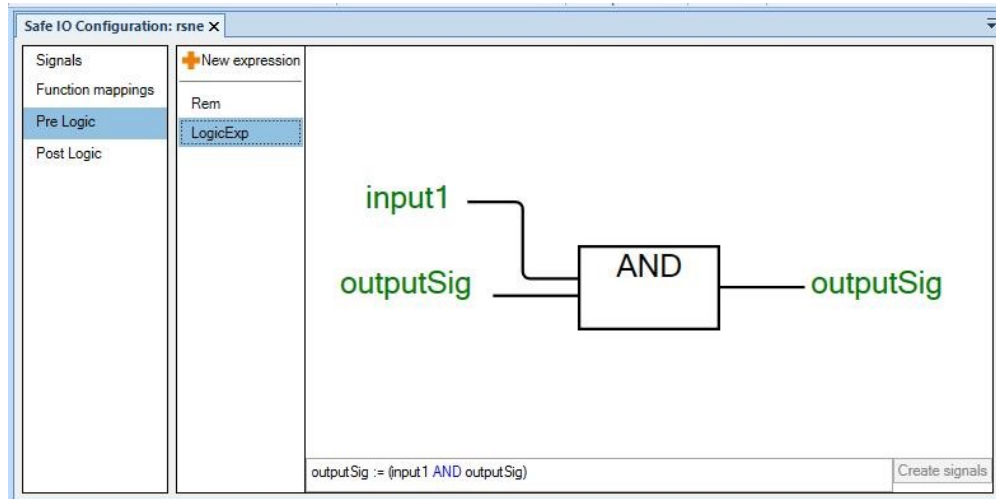 Safe IO Configuration: rsne X
Signals
Function mappings
Pre Logic
Post Logic
New expression
Rem
LogicExp
input1
outputSig
AND
outputSig
outputSig := (input1 AND outputSig)
Create signals